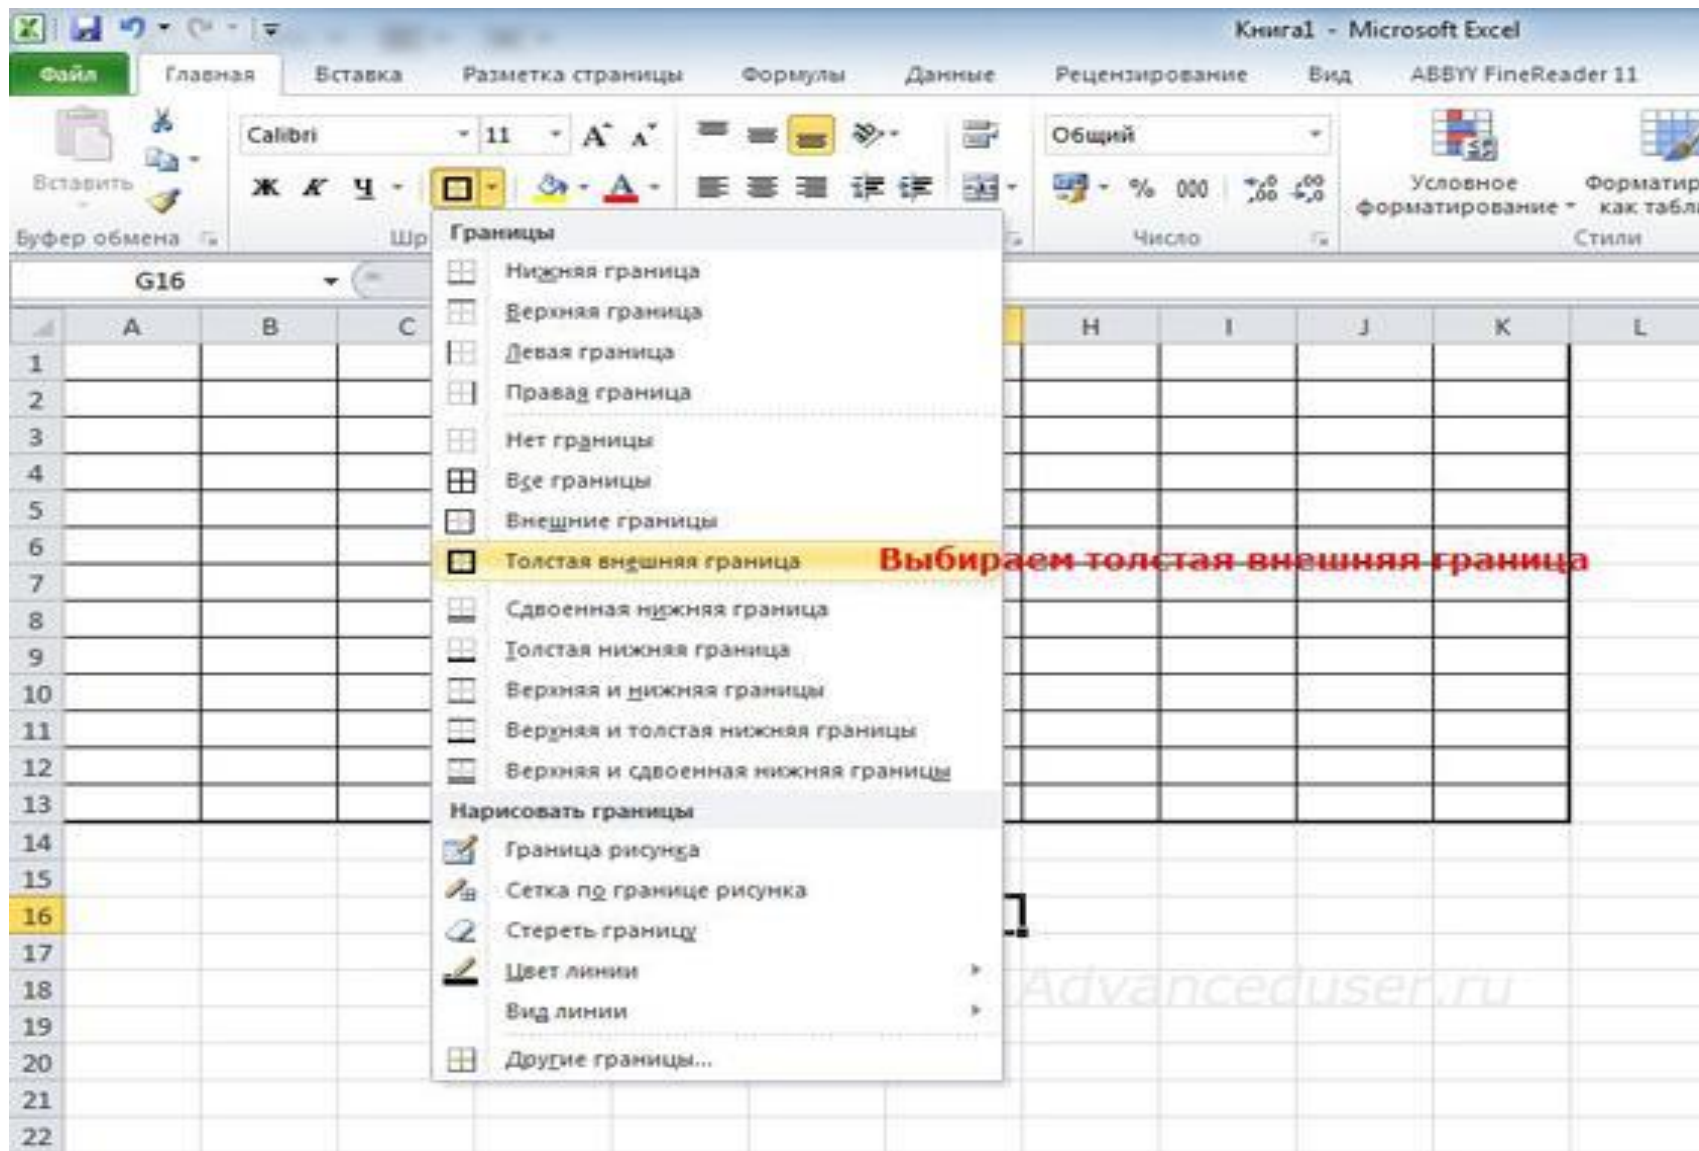 Книга1 - Microsoft Excel
Файл Главная Вставка Разметка страницы Формулы Данные Рецензирование Вид ABBYY FineReader 11
Calibri 11 Общий
Вставить Ж К Ч % 000 Условное форматирование Форматир как табл
Буфер обмена Шр Число Стили
G16
A B C H I J K L
Границы
Нижняя граница
Верхняя граница
Левая граница
Правая граница
Нет границы
Все границы
Внешние границы
Толстая внешняя граница Выбираем толстая внешняя граница
Сдвоенная нижняя граница
Толстая нижняя граница
Верхняя и нижняя границы
Верхняя и толстая нижняя границы
Верхняя и сдвоенная нижняя границы
Нарисовать границы
Граница рисунка
Сетка по границе рисунка
Стереть границу
Цвет линии
Вид линии
Другие границы...
1
2
3
4
5
6
7
8
9
10
11
12
13
14
15
16
17
18
19
20
21
22
Advanceduser.ru